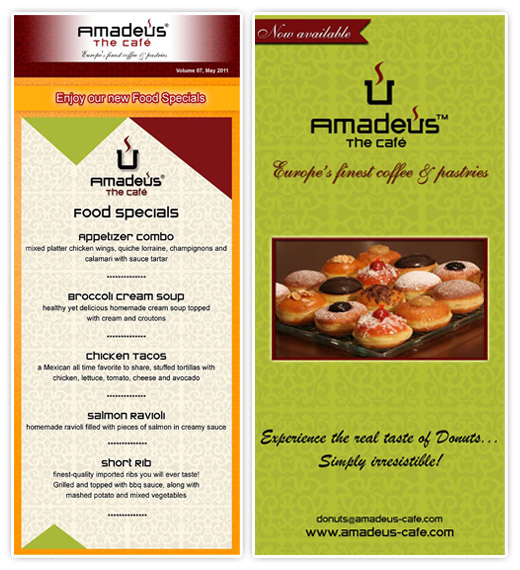 Amadeus®
The Café
Europe's finest coffee & pastries
Volume 07, May 2011
Enjoy our new Food Specials
Amadeus®
The Café
Food Specials
Appetizer Combo
mixed platter chicken wings, quiche lorraine, champignons and
calamari with sauce tartar
**************
Broccoli Cream Soup
healthy yet delicious homemade cream soup topped
with cream and croutons
**************
Chicken Tacos
a Mexican all time favorite to share, stuffed tortillas with
chicken, lettuce, tomato, cheese and avocado
**************
Salmon Ravioli
homemade ravioli filled with pieces of salmon in creamy sauce
**************
Short Rib
finest-quality imported ribs you will ever taste!
Grilled and topped with bbq sauce, along with
mashed potato and mixed vegetables
**************
Now available
Amadeus™
The Café
Europe's finest coffee & pastries
Experience the real taste of Donuts...
Simply irresistible!
donuts@amadeus-cafe.com
www.amadeus-cafe.com